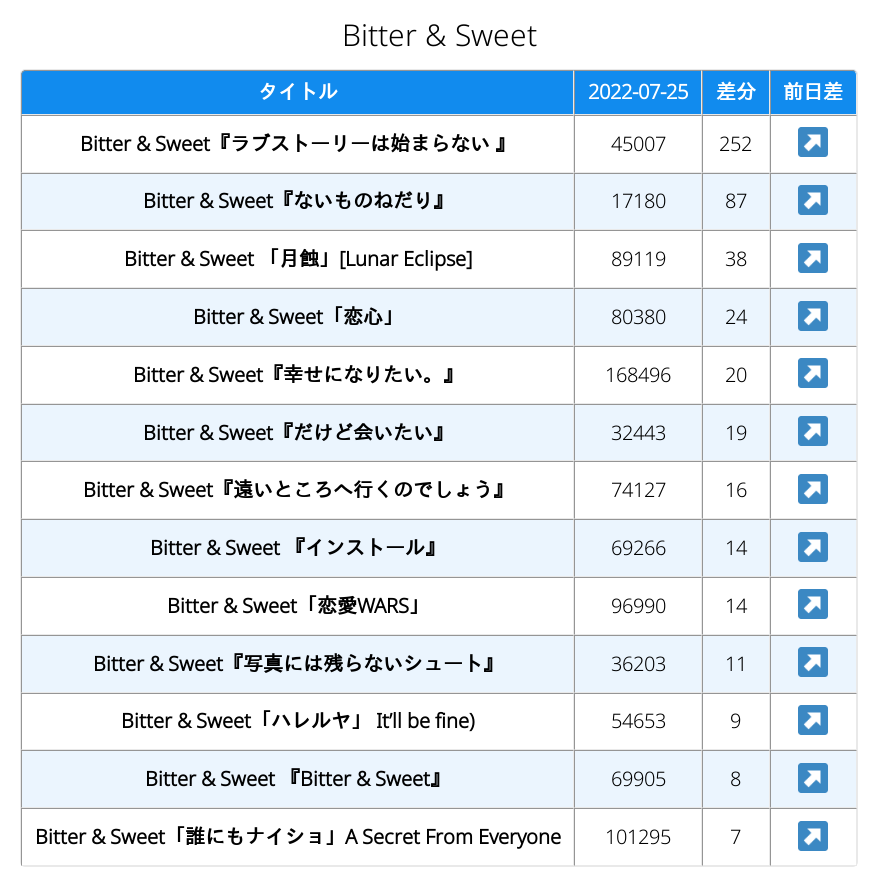 Bitter & Sweet
タイトル 2022-07-25 差分 前日差
Bitter & Sweet『ラブストーリーは始まらない 』 45007 252
Bitter & Sweet『ないものねだり』 17180 87
Bitter & Sweet 「月蝕」[Lunar Eclipse] 89119 38
Bitter & Sweet「恋心」 80380 24
Bitter & Sweet『幸せになりたい。』 168496 20
Bitter & Sweet『だけど会いたい』 32443 19
Bitter & Sweet『遠いところへ行くのでしょう』 74127 16
Bitter & Sweet 『インストール』 69266 14
Bitter & Sweet「恋愛WARS」 96990 14
Bitter & Sweet『写真には残らないシュート』 36203 11
Bitter & Sweet「ハレルヤ」 It’ll be fine) 54653 9
Bitter & Sweet 『Bitter & Sweet』 69905 8
Bitter & Sweet「誰にもナイショ」A Secret From Everyone 101295 7